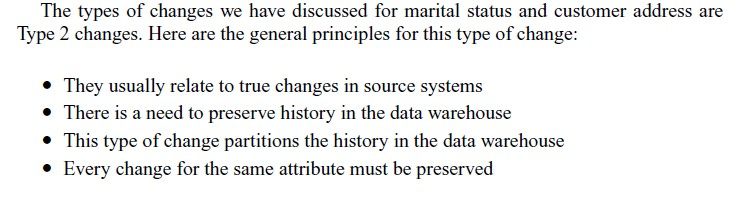 The types of changes we have discussed for marital status and customer address are
Type 2 changes. Here are the general principles for this type of change:
• They usually relate to true changes in source systems
• There is a need to preserve history in the data warehouse
• This type of change partitions the history in the data warehouse
• Every change for the same attribute must be preserved